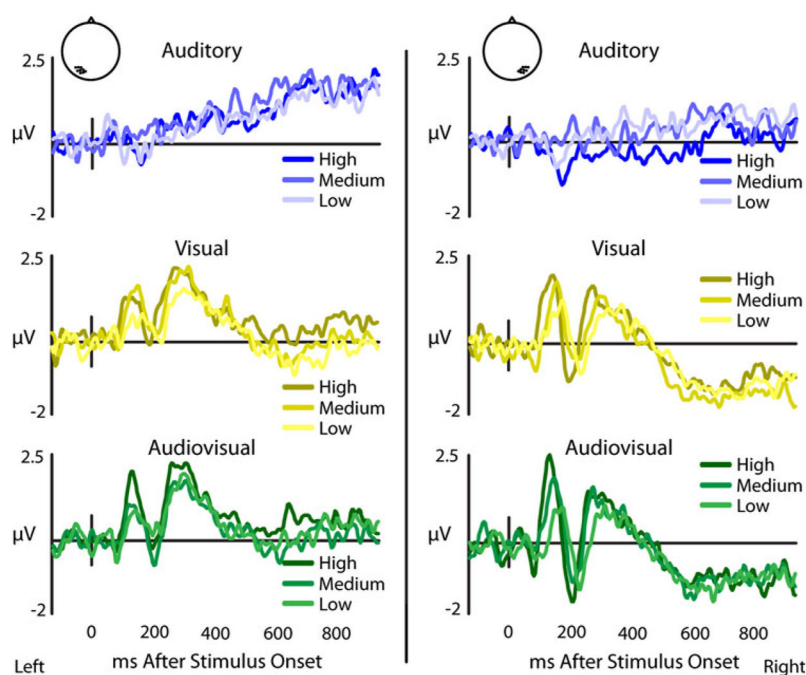 Auditory
2.5
µV
-2
High
Medium
Low
Visual
2.5
µV
-2
High
Medium
Low
Audiovisual
2.5
µV
-2
High
Medium
Low
0 200 400 600 800
Left
ms After Stimulus Onset
Auditory
2.5
µV
-2
High
Medium
Low
Visual
2.5
µV
-2
High
Medium
Low
Audiovisual
2.5
µV
-2
High
Medium
Low
0 200 400 600 800
ms After Stimulus Onset
Right